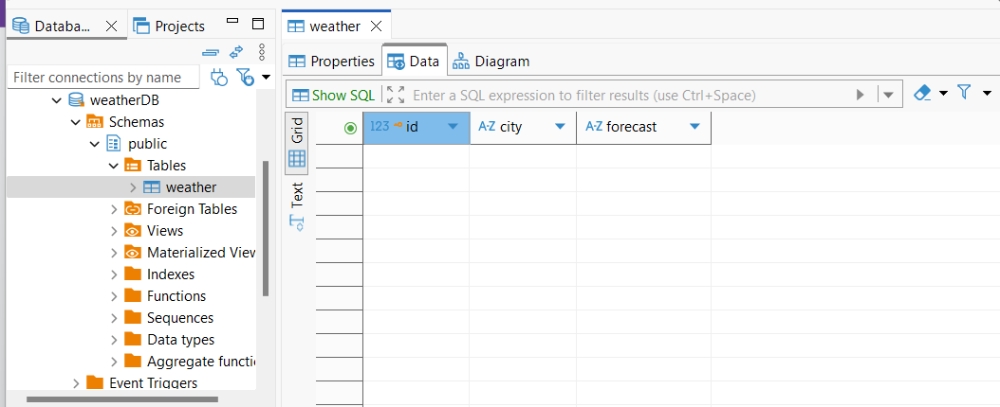 Databa...
Projects
Filter connections by name
weatherDB
Schemas
public
Tables
weather
Foreign Tables
Views
Materialized View
Indexes
Functions
Sequences
Data types
Aggregate functi
Event Triggers
weather
Properties
Data
Diagram
Show SQL
Enter a SQL expression to filter results (use Ctrl+Space)
Grid
Text
123 id
A-Z city
A-Z forecast